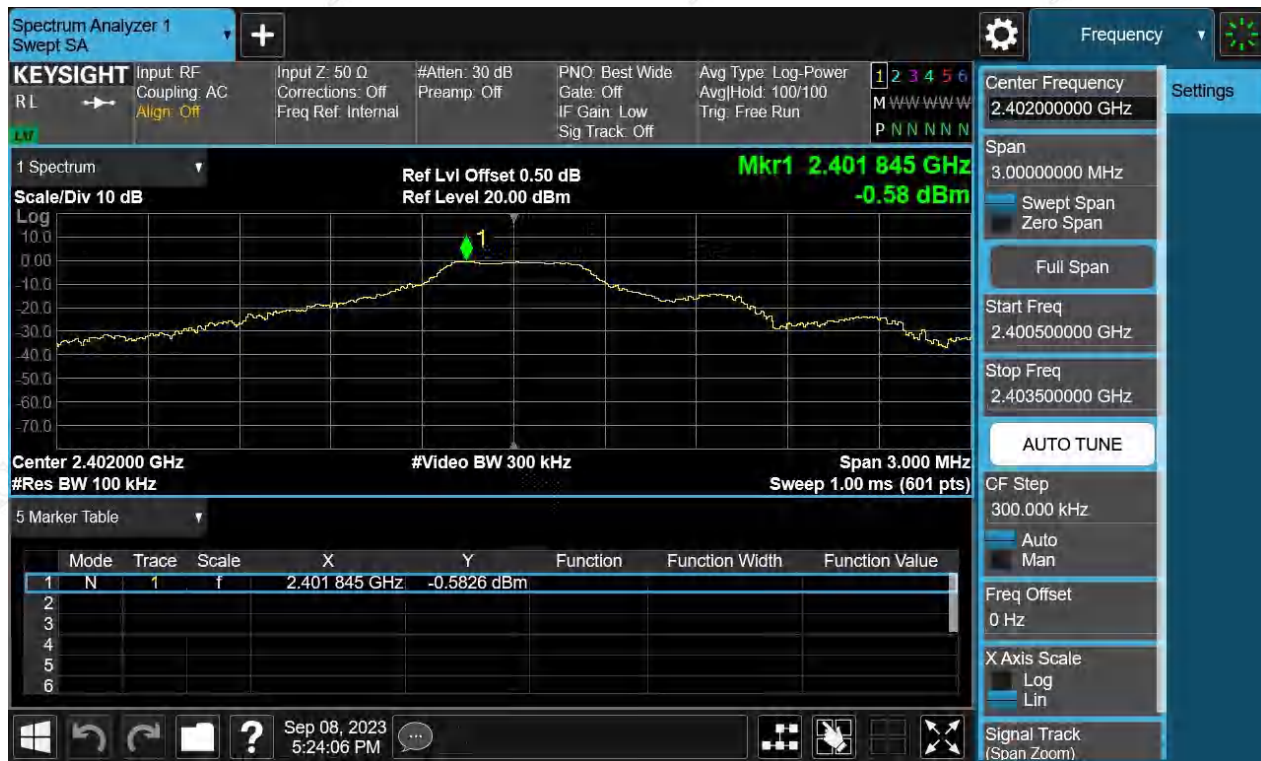 Spectrum Analyzer 1
Swept SA
+
Frequency
KEYSIGHT
RL
LXI
Input: RF
Coupling: AC
Align: Off
Input Z: 50 Ω
Corrections: Off
Freq Ref: Internal
#Atten: 30 dB
Preamp: Off
PNO: Best Wide
Gate: Off
IF Gain: Low
Sig Track: Off
Avg Type: Log-Power
Avg|Hold: 100/100
Trig: Free Run
1 2 3 4 5 6
M W W W W W
P N N N N N
1 Spectrum
Scale/Div 10 dB
Ref Lvl Offset 0.50 dB
Ref Level 20.00 dBm
Mkr1 2.401 845 GHz
-0.58 dBm
Log
10.0
0.00
-10.0
-20.0
-30.0
-40.0
-50.0
-60.0
-70.0
1
Center 2.402000 GHz
#Res BW 100 kHz
#Video BW 300 kHz
Span 3.000 MHz
Sweep 1.00 ms (601 pts)
5 Marker Table
Mode Trace Scale X Y Function Function Width Function Value
1 N 1 f 2.401 845 GHz -0.5826 dBm
2
3
4
5
6
?
Sep 08, 2023
5:24:06 PM
Center Frequency
2.402000000 GHz
Settings
Span
3.00000000 MHz
Swept Span
Zero Span
Full Span
Start Freq
2.400500000 GHz
Stop Freq
2.403500000 GHz
AUTO TUNE
CF Step
300.000 kHz
Auto
Man
Freq Offset
0 Hz
X Axis Scale
Log
Lin
Signal Track
(Span Zoom)